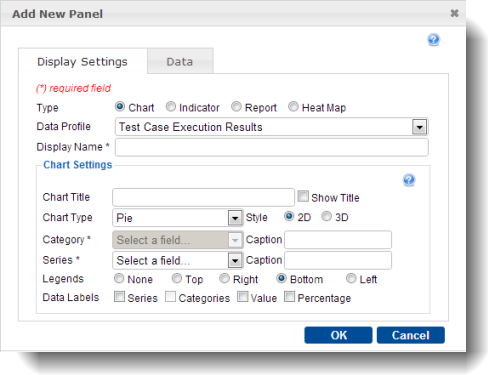 Add New Panel
Display Settings Data
(*) required field
Type Chart Indicator Report Heat Map
Data Profile Test Case Execution Results
Display Name *
Chart Settings
Chart Title Show Title
Chart Type Pie Style 2D 3D
Category * Select a field... Caption
Series * Select a field... Caption
Legends None Top Right Bottom Left
Data Labels Series Categories Value Percentage
OK Cancel